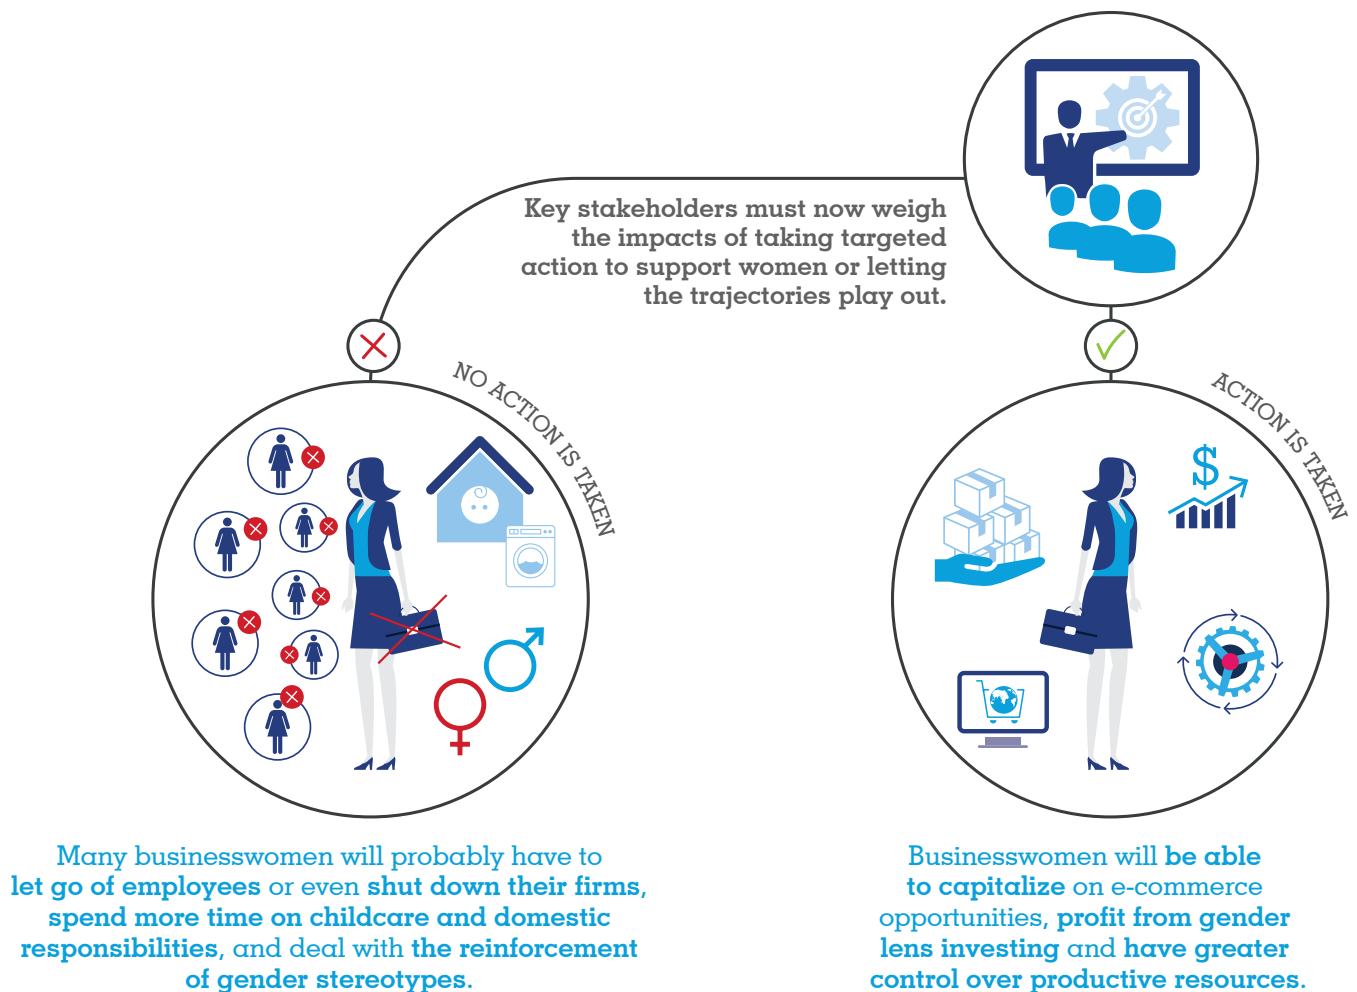 Key stakeholders must now weigh
the impacts of taking targeted
action to support women or letting
the trajectories play out.
NO ACTION IS TAKEN
ACTION IS TAKEN
$
Many businesswomen will probably have to
let go of employees or even shut down their firms,
spend more time on childcare and domestic
responsibilities, and deal with the reinforcement
of gender stereotypes.
Businesswomen will be able
to capitalize on e-commerce
opportunities, profit from gender
lens investing and have greater
control over productive resources.